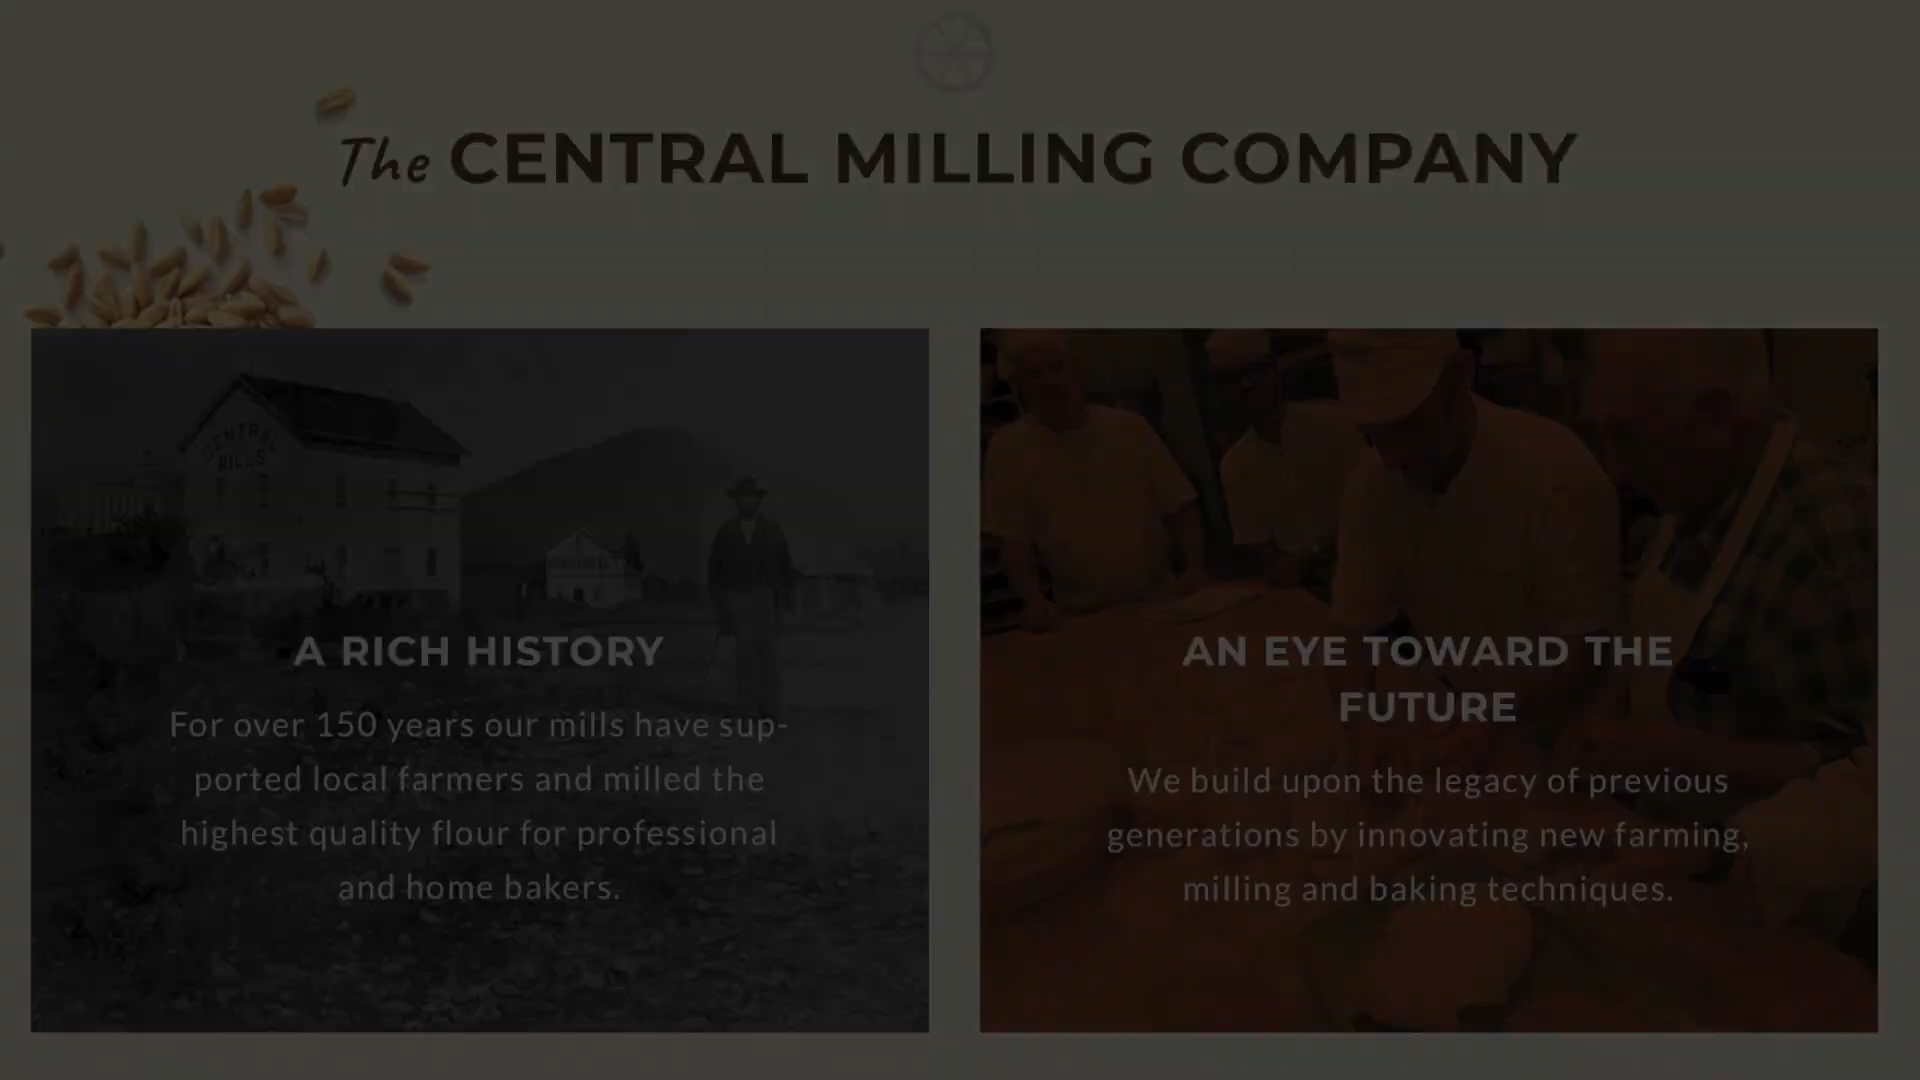 The CENTRAL MILLING COMPANY
CENTRAL
MILLS
A RICH HISTORY
For over 150 years our mills have sup-
ported local farmers and milled the
highest quality flour for professional
and home bakers.
AN EYE TOWARD THE
FUTURE
We build upon the legacy of previous
generations by innovating new farming,
milling and baking techniques.